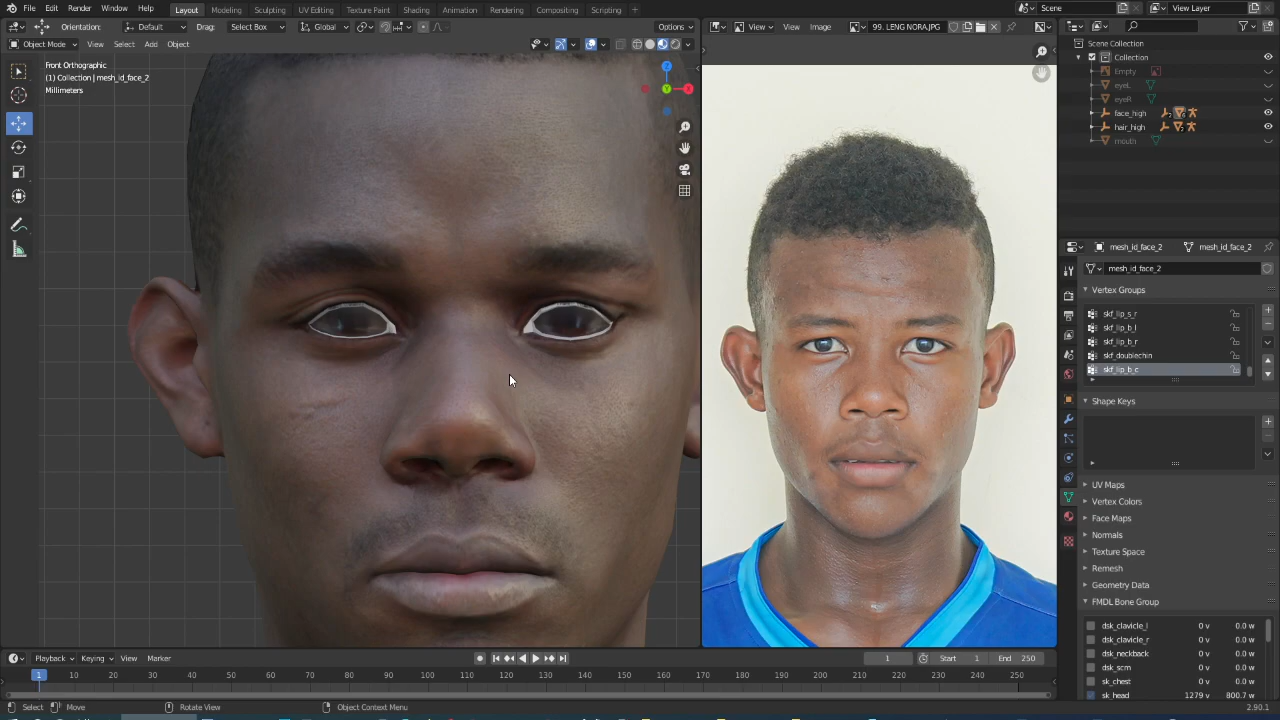 File Edit Render Window Help
Layout Modeling Sculpting UV Editing Texture Paint Shading Animation Rendering Compositing Scripting
Scene
View Layer
Orientation: Default Drag: Select Box Global Options
View View Image 99. LENG NORA.JPG
Object Mode View Select Add Object
Front Orthographic
(1) Collection | mesh_id_face_2
Millimeters
Z
Y
X
Scene Collection
Collection
Empty
eyeL
eyeR
face_high
hair_high
mouth
mesh_id_face_2 mesh_id_face_2
mesh_id_face_2
Vertex Groups
skf_lip_s_r
skf_lip_b_l
skf_lip_b_r
skf_doublechin
skf_lip_b_c
Shape Keys
UV Maps
Vertex Colors
Face Maps
Normals
Texture Space
Remesh
Geometry Data
FMDL Bone Group
dsk_clavicle_l 0 v 0.0 w
dsk_clavicle_r 0 v 0.0 w
dsk_neckback 0 v 0.0 w
dsk_scm 0 v 0.0 w
sk_chest 0 v 0.0 w
sk_head 1279 v 800.7 w
Playback Keying View Marker
1 Start 1 End 250
1 10 20 30 40 50 60 70 80 90 100 110 120 130 140 150 160 170 180 190 200 210 220 230 240 250
Select Move Rotate View Object Context Menu 2.90.1